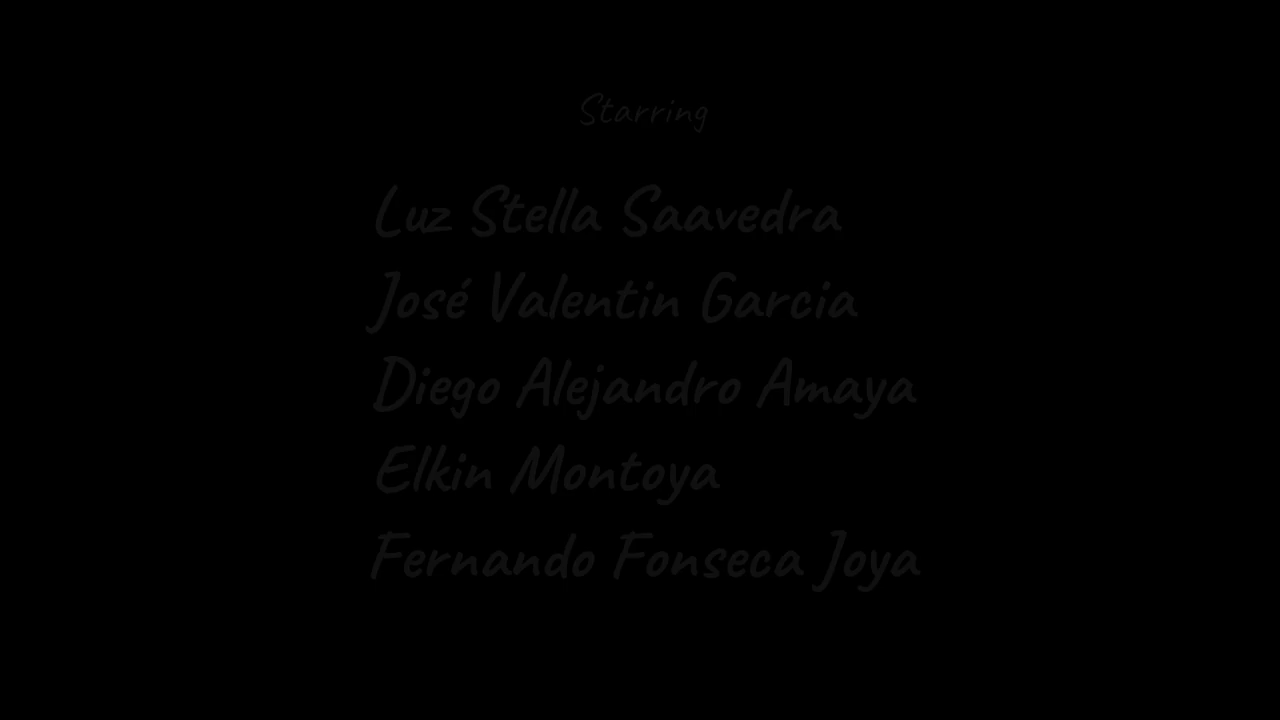 Starring
Luz Stella Saavedra
José Valentin Garcia
Diego Alejandro Amaya
Elkin Montoya
Fernando Fonseca Joya